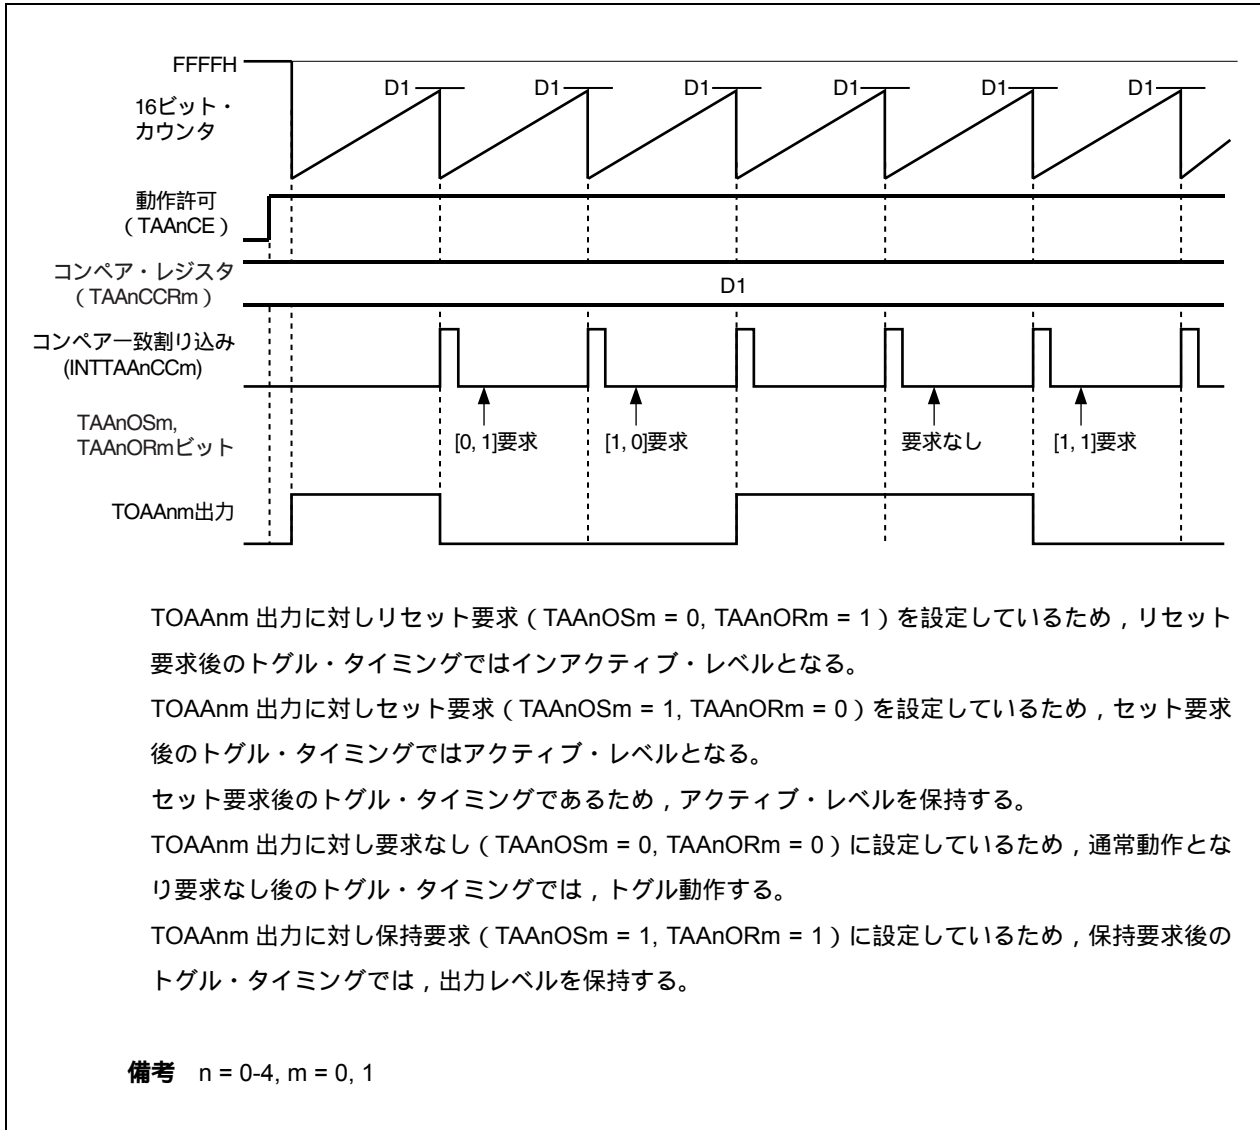 FFFFH
D1 D1 D1 D1 D1 D1
16ビット・
カウンタ
動作許可
（TAAnCE）
コンペア・レジスタ
（TAAnCCRm）
D1
コンペア一致割り込み
(INTTAAnCCm)
TAAnOSm,
TAAnORmビット
[0, 1]要求 [1, 0]要求 要求なし [1, 1]要求
TOAAnm出力
TOAAnm 出力に対しリセット要求（TAAnOSm = 0, TAAnORm = 1）を設定しているため，リセット
要求後のトグル・タイミングではインアクティブ・レベルとなる。
TOAAnm 出力に対しセット要求（TAAnOSm = 1, TAAnORm = 0）を設定しているため，セット要求
後のトグル・タイミングではアクティブ・レベルとなる。
セット要求後のトグル・タイミングであるため，アクティブ・レベルを保持する。
TOAAnm 出力に対し要求なし（TAAnOSm = 0, TAAnORm = 0）に設定しているため，通常動作とな
り要求なし後のトグル・タイミングでは，トグル動作する。
TOAAnm 出力に対し保持要求（TAAnOSm = 1, TAAnORm = 1）に設定しているため，保持要求後の
トグル・タイミングでは，出力レベルを保持する。
備考 n = 0-4, m = 0, 1